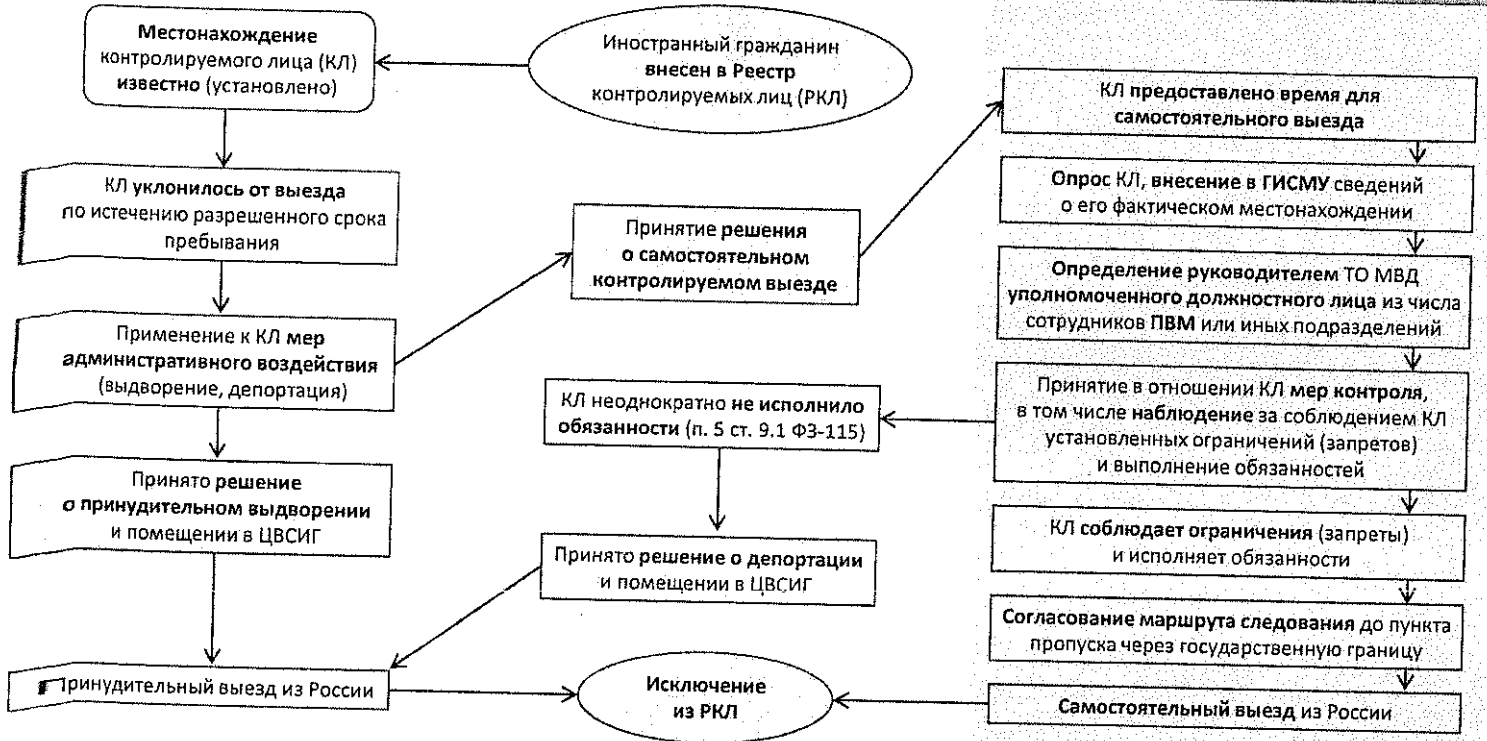 Местонахождение
контролируемого лица (КЛ)
известно (установлено)
Иностранный гражданин
внесен в Реестр
контролируемых лиц (РКЛ)
КЛ уклонилось от выезда
по истечению разрешенного срока
пребывания
Применение к КЛ мер
административного воздействия
(выдворение, депортация)
Принято решение
о принудительном выдворении
и помещении в ЦВСИГ
Принудительный выезд из России
Принятие решения
о самостоятельном
контролируемом выезде
КЛ неоднократно не исполнило
обязанности (п. 5 ст. 9.1 ФЗ-115)
Принято решение о депортации
и помещении в ЦВСИГ
Исключение
из РКЛ
КЛ предоставлено время для
самостоятельного выезда
Опрос КЛ, внесение в ГИСМУ сведений
о его фактическом местонахождении
Определение руководителем ТО МВД
уполномоченного должностного лица из числа
сотрудников ПВМ или иных подразделений
Принятие в отношении КЛ мер контроля,
в том числе наблюдение за соблюдением КЛ
установленных ограничений (запретов)
и выполнение обязанностей
КЛ соблюдает ограничения (запреты)
и исполняет обязанности
Согласование маршрута следования до пункта
пропуска через государственную границу
Самостоятельный выезд из России